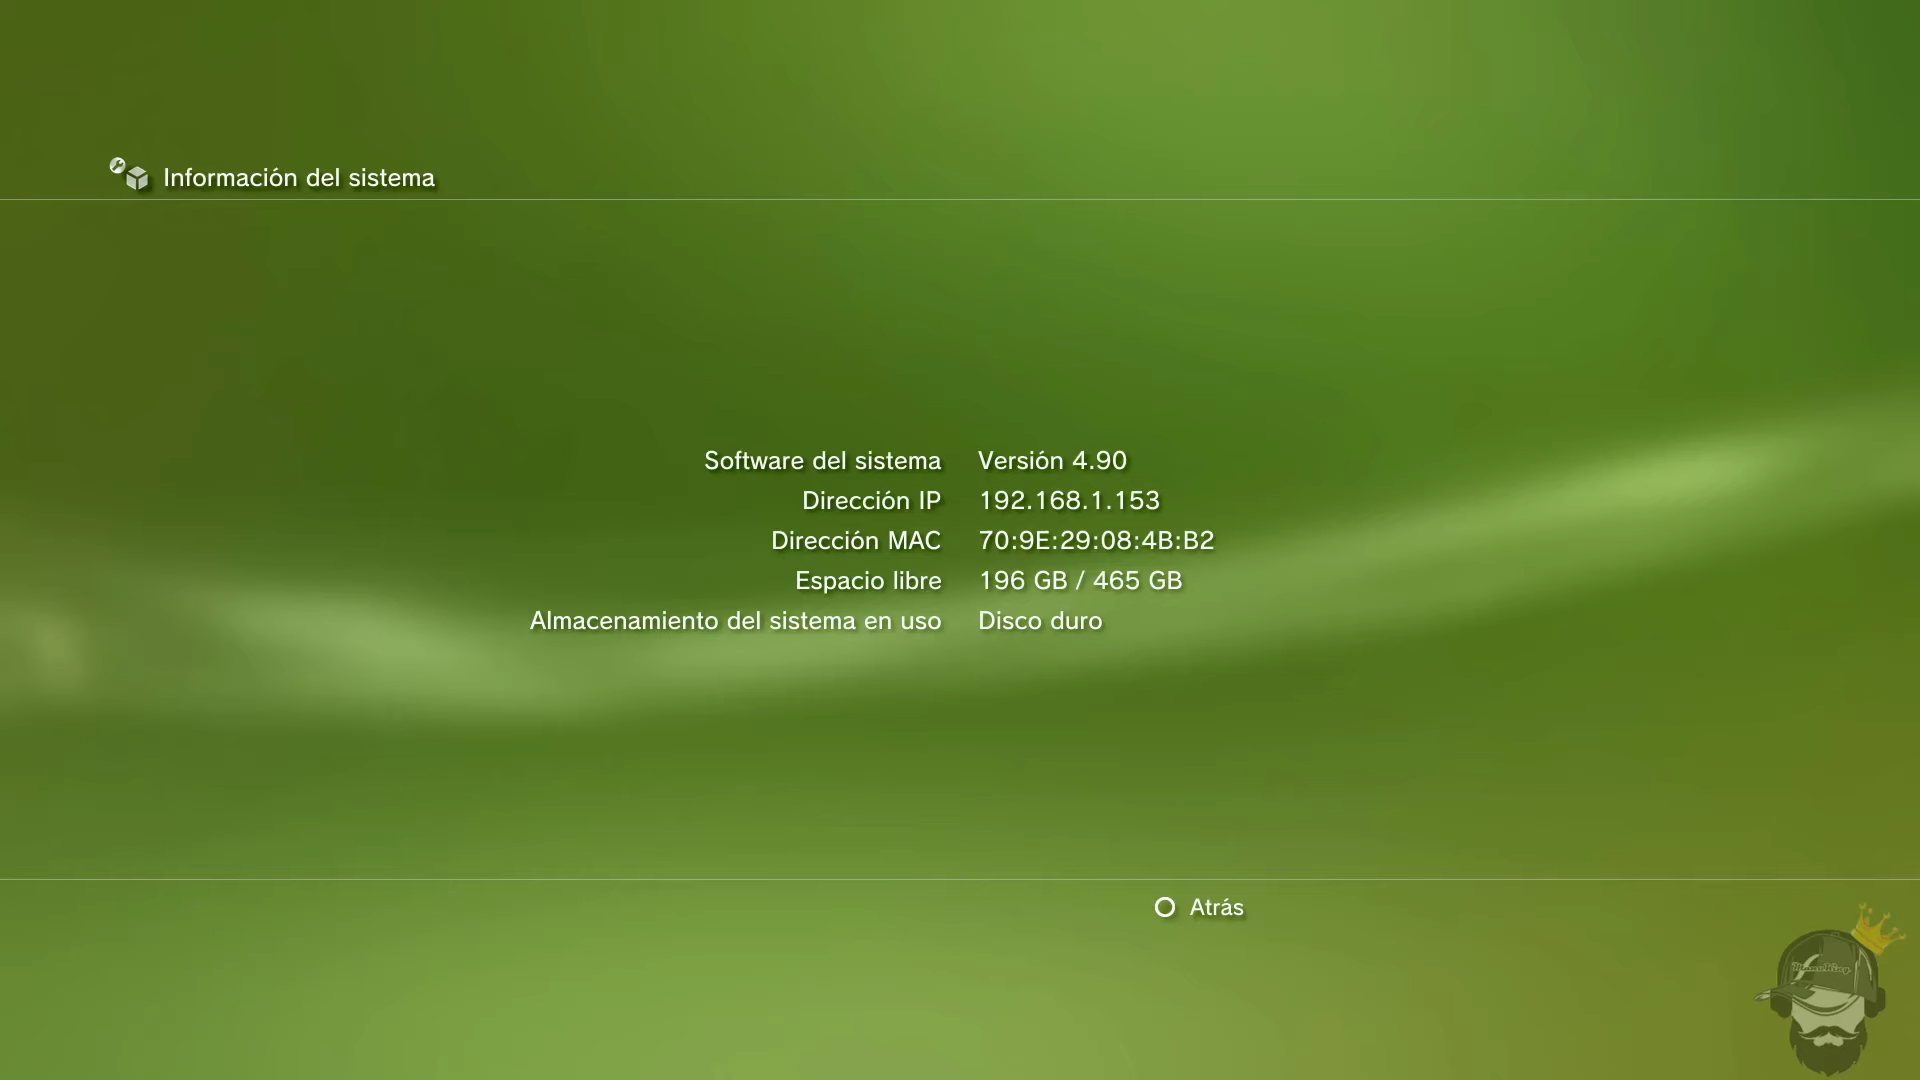 Información del sistema
Software del sistema Versión 4.90
Dirección IP 192.168.1.153
Dirección MAC 70:9E:29:08:4B:B2
Espacio libre 196 GB / 465 GB
Almacenamiento del sistema en uso Disco duro
Atrás